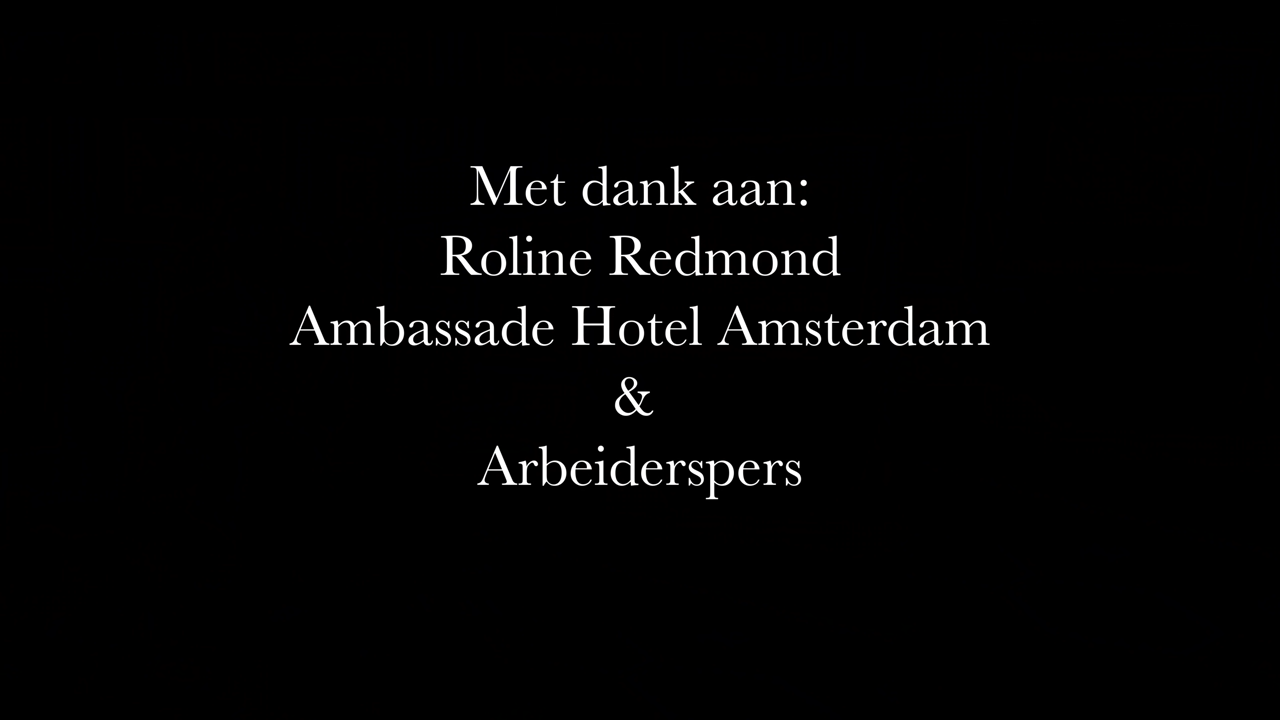 Met dank aan:
Roline Redmond
Ambassade Hotel Amsterdam
&
Arbeiderspers